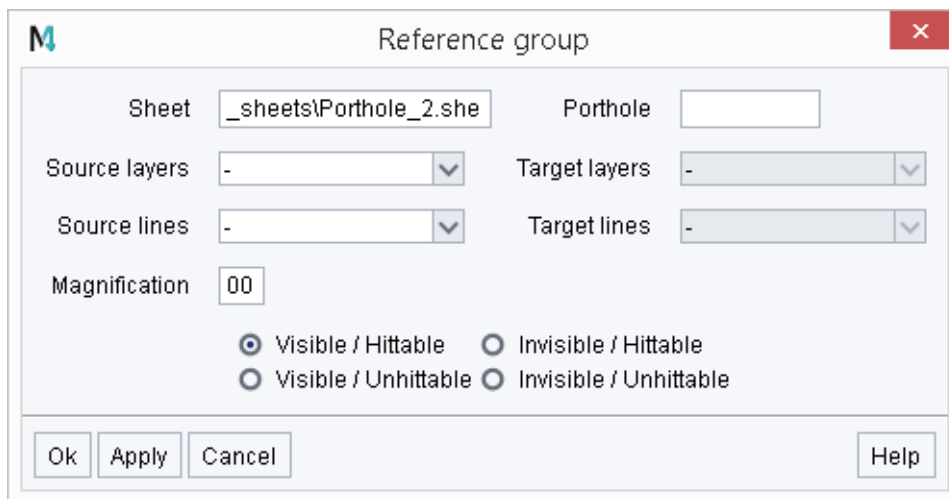 M4
Reference group
Sheet _sheets\Porthole_2.she Porthole
Source layers - Target layers -
Source lines - Target lines -
Magnification 00
Visible / Hittable Invisible / Hittable
Visible / Unhittable Invisible / Unhittable
Ok Apply Cancel Help